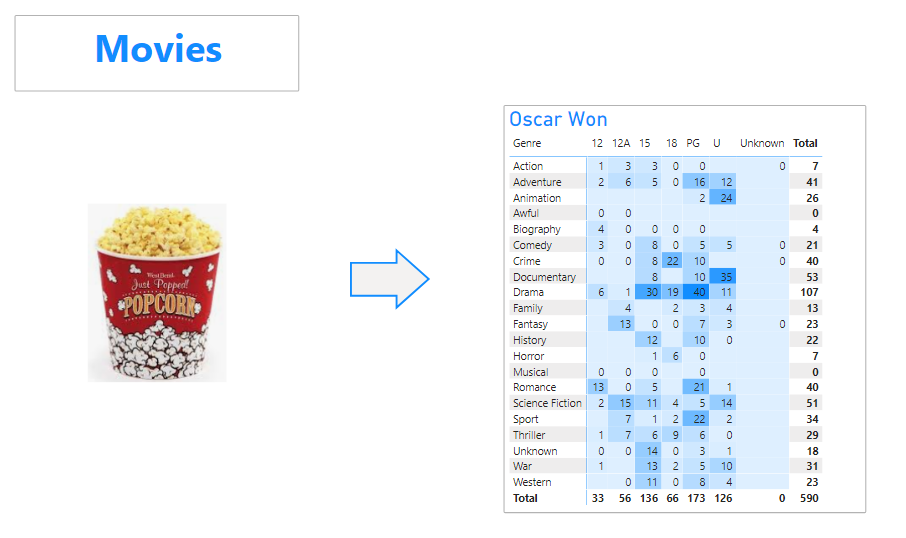 Movies
Oscar Won
Genre 12 12A 15 18 PG U Unknown Total
Action 1 3 3 0 0 0 7
Adventure 2 6 5 0 16 12 41
Animation 2 24 26
Awful 0 0 0
Biography 4 0 0 0 0 4
Comedy 3 0 8 0 5 5 0 21
Crime 0 0 8 22 10 0 40
Documentary 8 10 35 53
Drama 6 1 30 19 40 11 107
Family 4 2 3 4 13
Fantasy 13 0 0 7 3 0 23
History 12 10 0 22
Horror 1 6 0 7
Musical 0 0 0 0 0
Romance 13 0 5 21 1 40
Science Fiction 2 15 11 4 5 14 51
Sport 7 1 2 22 2 34
Thriller 1 7 6 9 6 0 29
Unknown 0 0 14 0 3 1 18
War 1 13 2 5 10 31
Western 0 11 0 8 4 23
Total 33 56 136 66 173 126 0 590
West Bend
Just Popped!
POPCORN